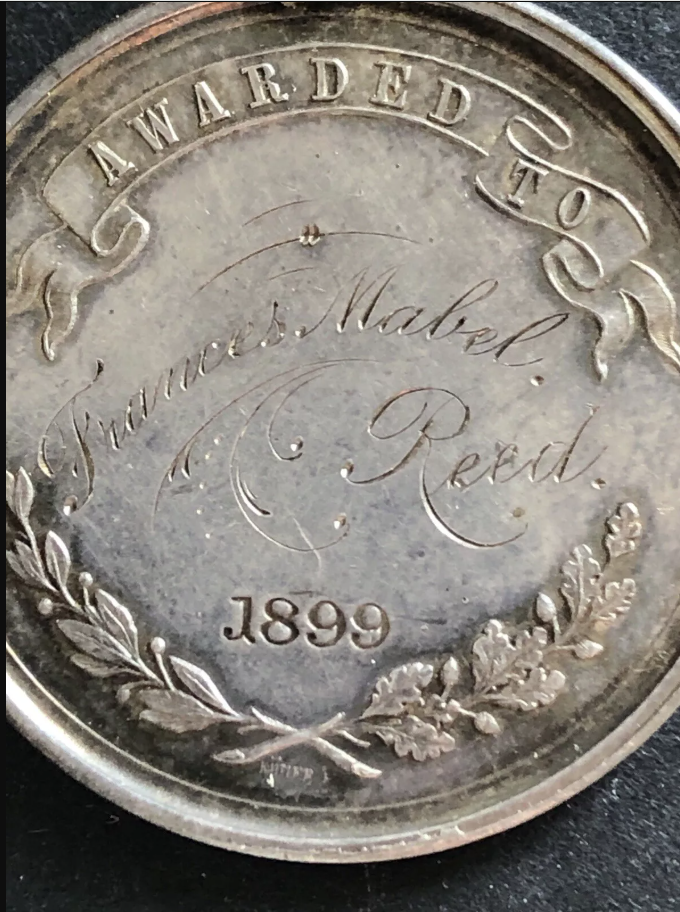 AWARDED TO
Frances Mabel.
Reed.
1899